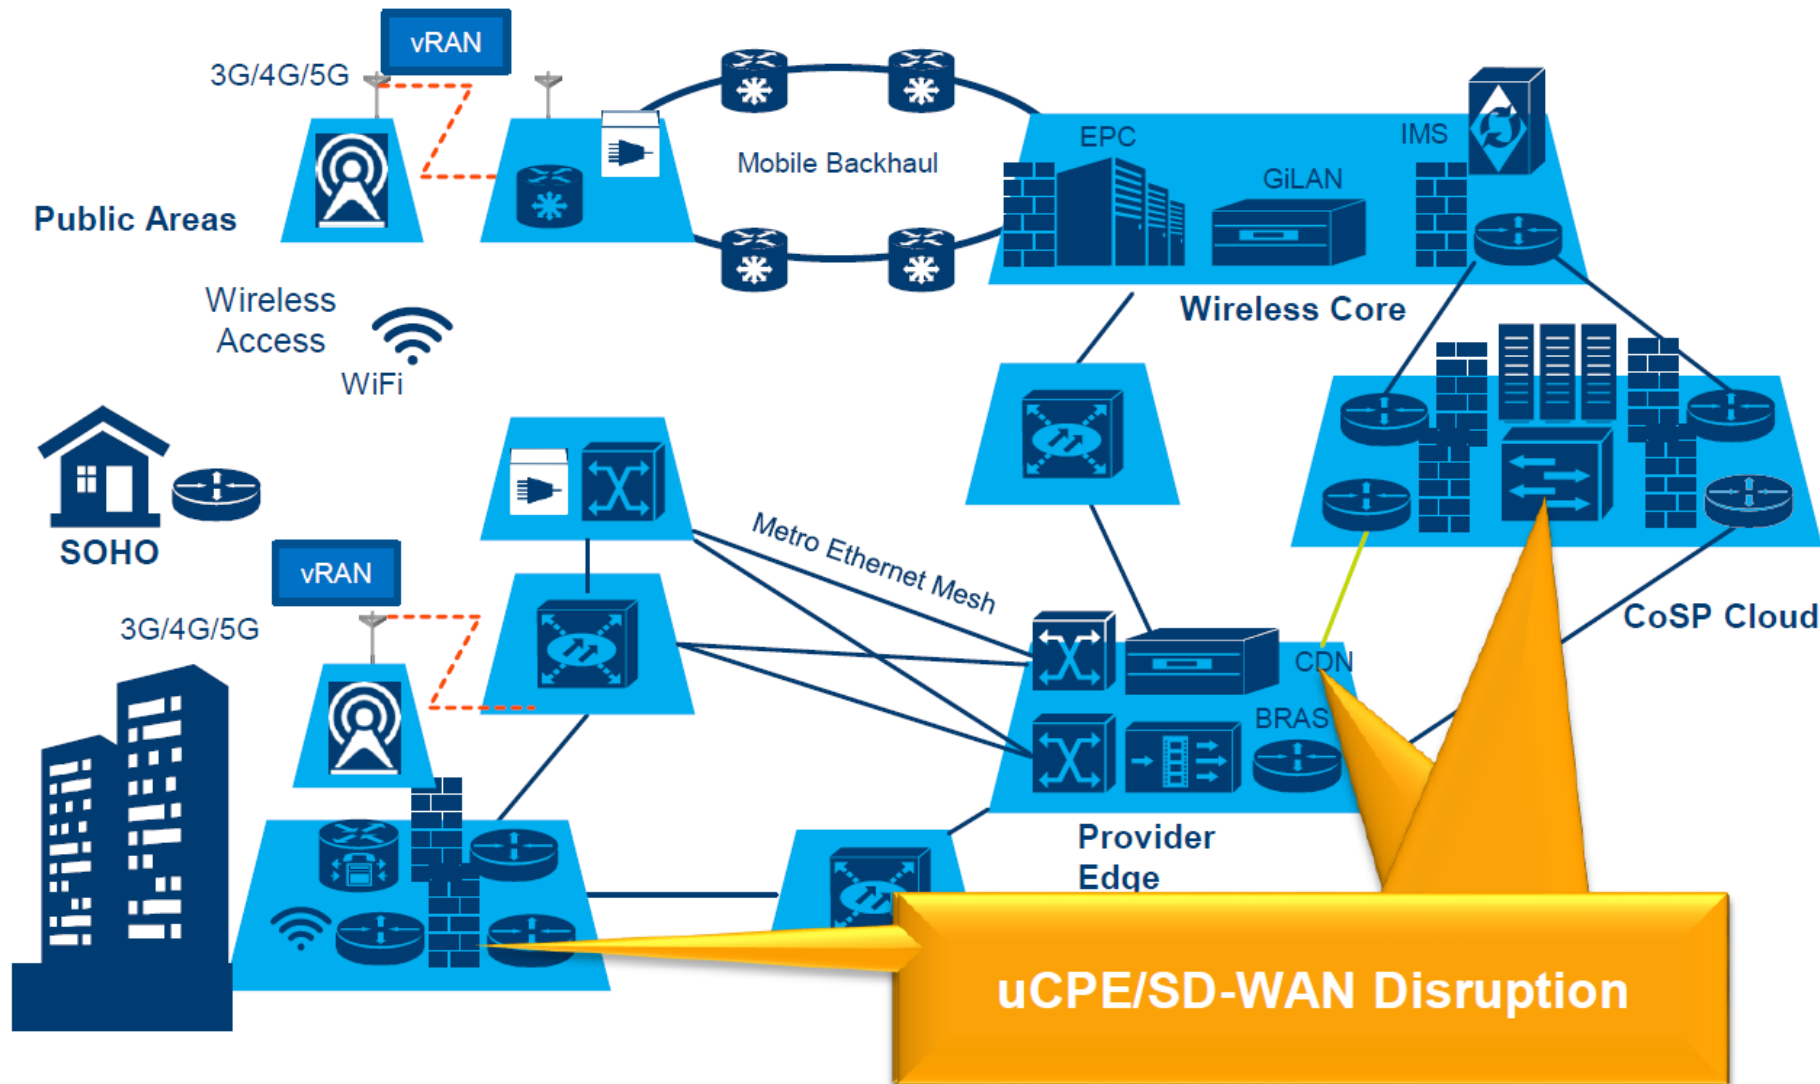 vRAN
3G/4G/5G
EPC
IMS
Mobile Backhaul
GiLAN
Public Areas
Wireless
Access
WiFi
Wireless Core
SOHO
Metro Ethernet Mesh
vRAN
3G/4G/5G
CoSP Cloud
CDN
BRAS
Provider
Edge
uCPE/SD-WAN Disruption